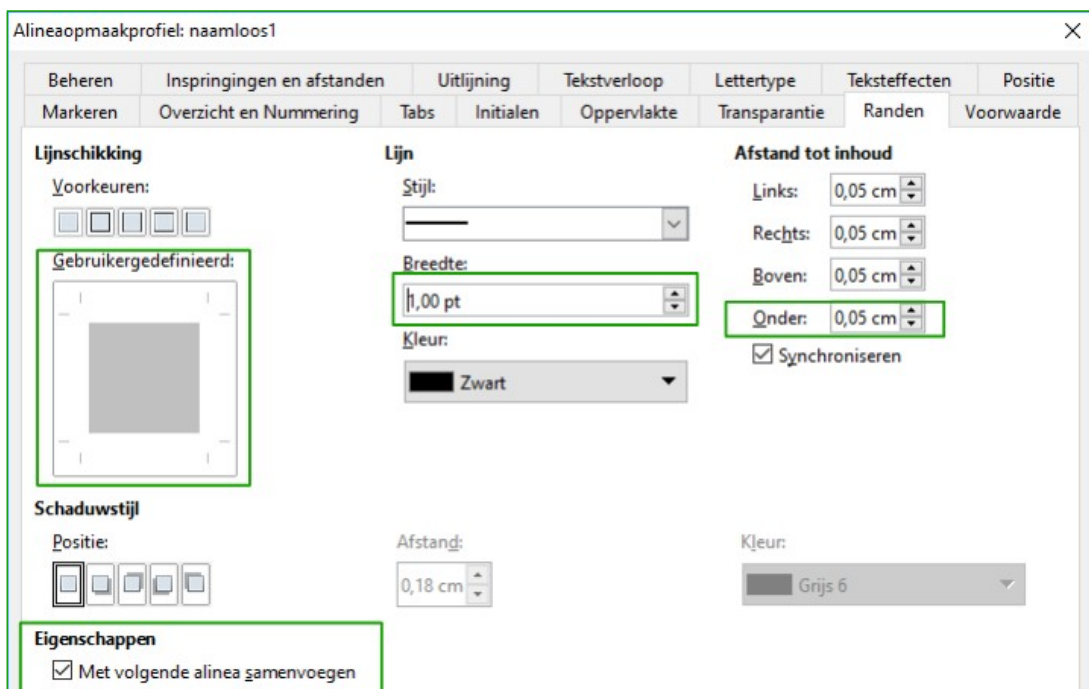 Alineaopmaakprofiel: naamloos1
Beheren Inspringingen en afstanden Uitlijning Tekstverloop Lettertype Teksteffecten Positie
Markeren Overzicht en Nummering Tabs Initialen Oppervlakte Transparantie Randen Voorwaarde
Lijnschikking
Voorkeuren:
Gebruikergedefinieerd:
Lijn
Stijl:
Breedte:
1,00 pt
Kleur:
Zwart
Afstand tot inhoud
Links: 0,05 cm
Rechts: 0,05 cm
Boven: 0,05 cm
Onder: 0,05 cm
Synchroniseren
Schaduwstijl
Positie:
Afstand:
0,18 cm
Kleur:
Grijs 6
Eigenschappen
Met volgende alinea samenvoegen